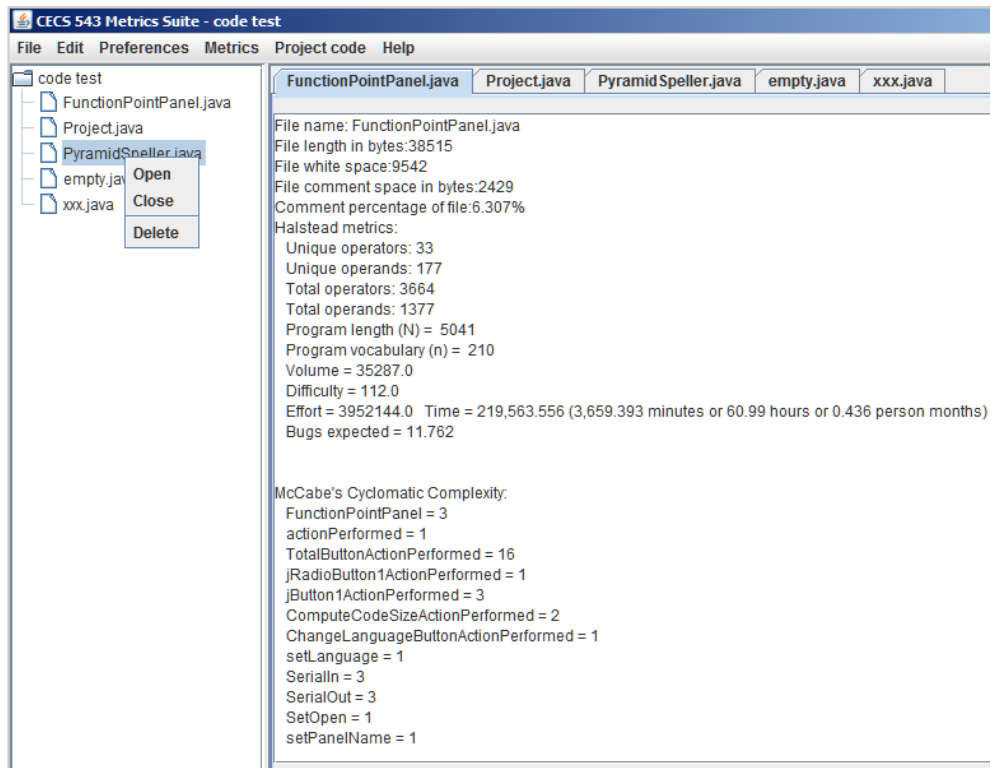 CECS 543 Metrics Suite - code test
File Edit Preferences Metrics Project code Help
code test
FunctionPointPanel.java
Project.java
PyramidSpeller.java
empty.jav
xxx.java
Open
Close
Delete
FunctionPointPanel.java Project.java PyramidSpeller.java empty.java xxx.java
File name: FunctionPointPanel.java
File length in bytes:38515
File white space:9542
File comment space in bytes:2429
Comment percentage of file:6.307%
Halstead metrics:
Unique operators: 33
Unique operands: 177
Total operators: 3664
Total operands: 1377
Program length (N) = 5041
Program vocabulary (n) = 210
Volume = 35287.0
Difficulty = 112.0
Effort = 3952144.0 Time = 219,563.556 (3,659.393 minutes or 60.99 hours or 0.436 person months)
Bugs expected = 11.762
McCabe's Cyclomatic Complexity:
FunctionPointPanel = 3
actionPerformed = 1
TotalButtonActionPerformed = 16
jRadioButton1ActionPerformed = 1
jButton1ActionPerformed = 3
ComputeCodeSizeActionPerformed = 2
ChangeLanguageButtonActionPerformed = 1
setLanguage = 1
SerialIn = 3
SerialOut = 3
SetOpen = 1
setPanelName = 1